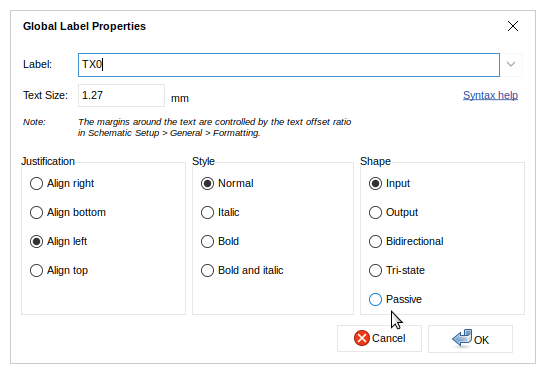 Global Label Properties
Label: TX0
Text Size: 1.27 mm Syntax help
Note: The margins around the text are controlled by the text offset ratio
in Schematic Setup > General > Formatting.
Justification
Align right
Align bottom
Align left
Align top
Style
Normal
Italic
Bold
Bold and italic
Shape
Input
Output
Bidirectional
Tri-state
Passive
Cancel OK